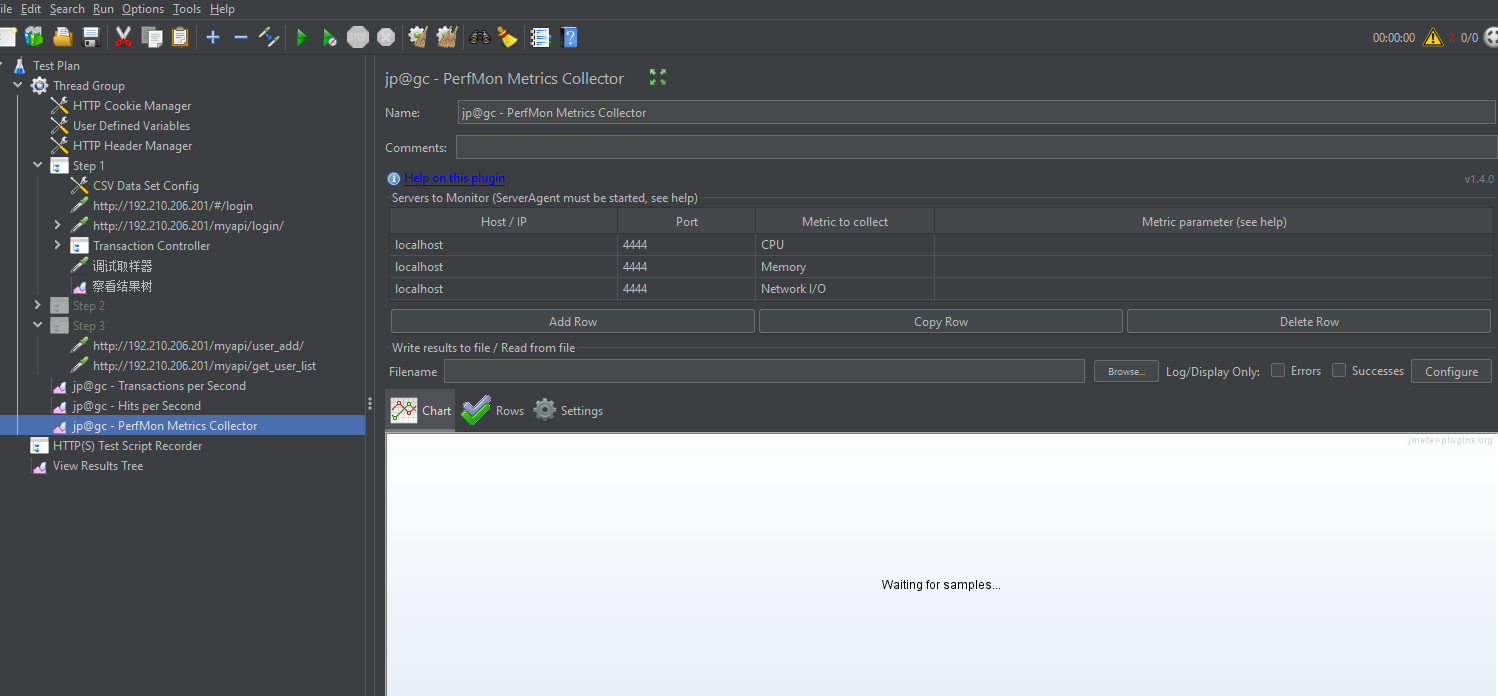 ile Edit Search Run Options Tools Help
00:00:00 2 0/0
Test Plan
Thread Group
HTTP Cookie Manager
User Defined Variables
HTTP Header Manager
Step 1
CSV Data Set Config
http://192.210.206.201/#/login
http://192.210.206.201/myapi/login/
Transaction Controller
调试取样器
察看结果树
Step 2
Step 3
http://192.210.206.201/myapi/user_add/
http://192.210.206.201/myapi/get_user_list
jp@gc - Transactions per Second
jp@gc - Hits per Second
jp@gc - PerfMon Metrics Collector
HTTP(S) Test Script Recorder
View Results Tree
jp@gc - PerfMon Metrics Collector
Name: jp@gc - PerfMon Metrics Collector
Comments:
Help on this plugin v1.4.0
Servers to Monitor (ServerAgent must be started, see help)
Host / IP Port Metric to collect Metric parameter (see help)
localhost 4444 CPU
localhost 4444 Memory
localhost 4444 Network I/O
Add Row Copy Row Delete Row
Write results to file / Read from file
Filename Browse... Log/Display Only: Errors Successes Configure
Chart Rows Settings
jmeter-plugins.org
Waiting for samples...